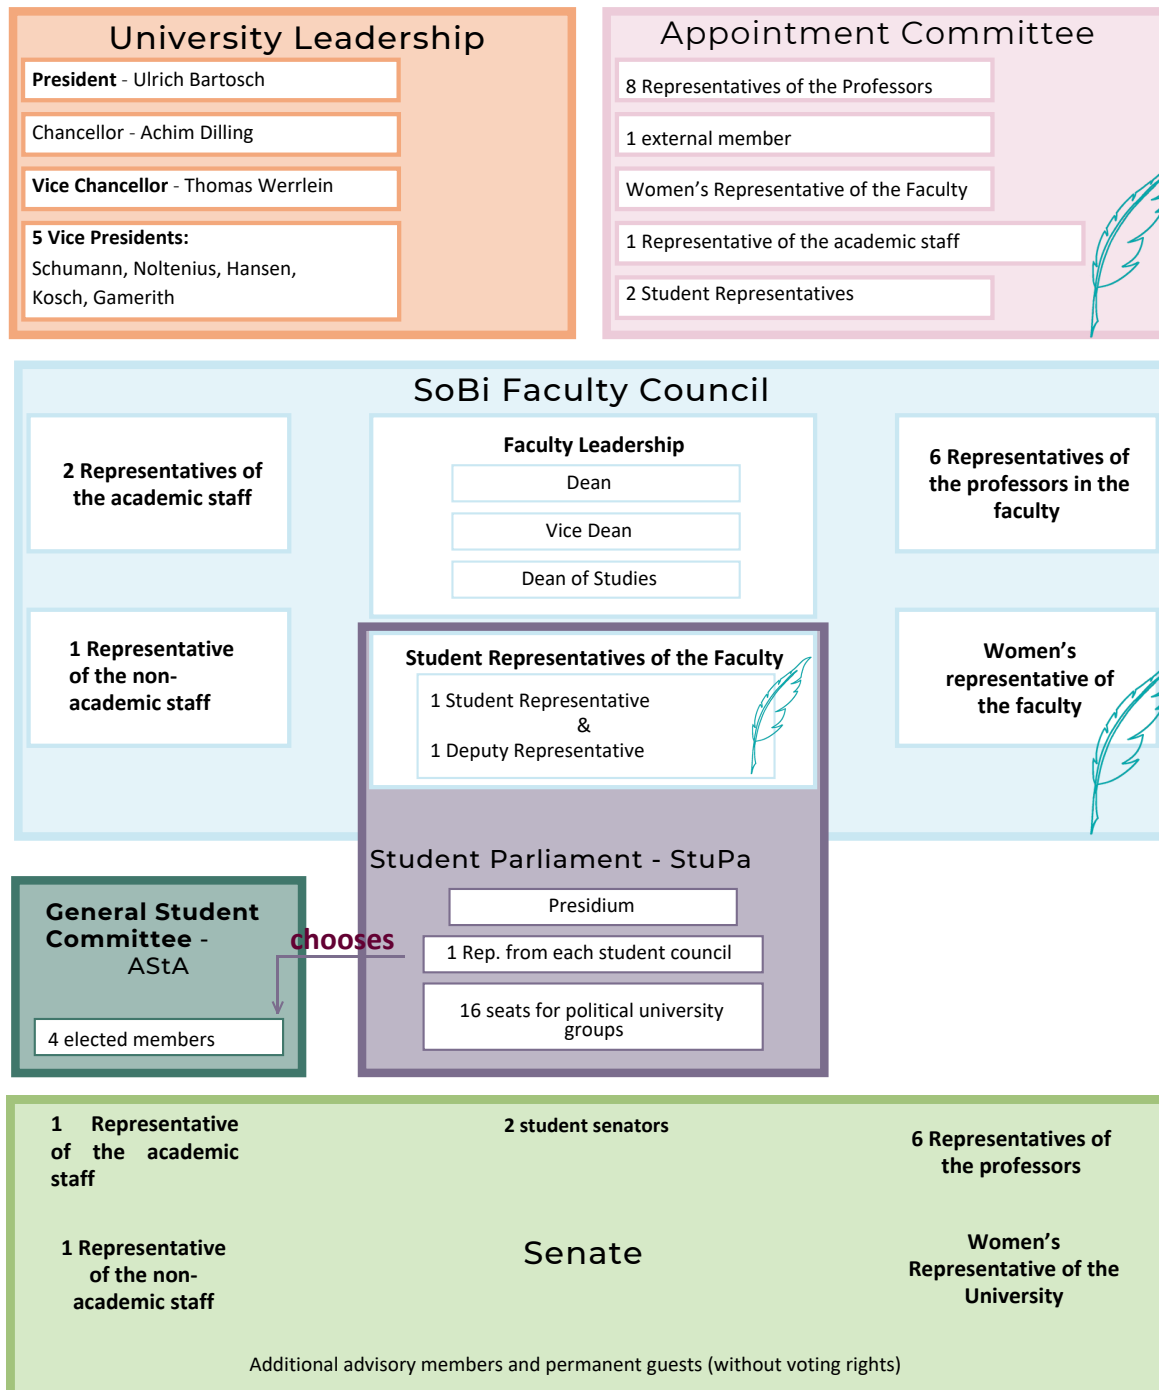 University Leadership
President - Ulrich Bartosch
Chancellor - Achim Dilling
Vice Chancellor - Thomas Werrlein
5 Vice Presidents:
Schumann, Noltenius, Hansen,
Kosch, Gamerith
Appointment Committee
8 Representatives of the Professors
1 external member
Women’s Representative of the Faculty
1 Representative of the academic staff
2 Student Representatives
SoBi Faculty Council
2 Representatives of
the academic staff
1 Representative
of the non-
academic staff
Faculty Leadership
Dean
Vice Dean
Dean of Studies
6 Representatives of
the professors in the
faculty
Women’s
representative of
the faculty
Student Representatives of the Faculty
1 Student Representative
&
1 Deputy Representative
Student Parliament - StuPa
Presidium
1 Rep. from each student council
16 seats for political university
groups
chooses
General Student
Committee -
AStA
4 elected members
1 Representative
of the academic
staff
2 student senators
6 Representatives of
the professors
1 Representative
of the non-
academic staff
Senate
Women’s
Representative of the
University
Additional advisory members and permanent guests (without voting rights)